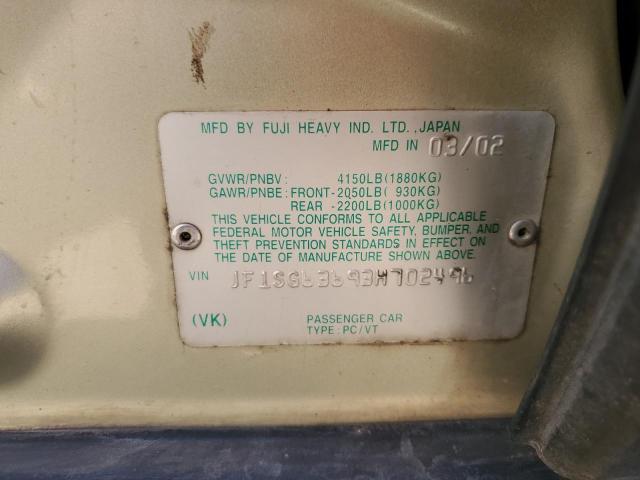 MFD BY FUJI HEAVY IND. LTD.,JAPAN
MFD IN 03/02
GVWR/PNBV: 4150LB(1880KG)
GAWR/PNBE:FRONT-2050LB( 930KG)
REAR -2200LB(1000KG)
THIS VEHICLE CONFORMS TO ALL APPLICABLE
FEDERAL MOTOR VEHICLE SAFETY, BUMPER, AND
THEFT PREVENTION STANDARDS IN EFFECT ON
THE DATE OF MANUFACTURE SHOWN ABOVE.
VIN JF1SG63693H702496
(VK) PASSENGER CAR
TYPE:PC/VT